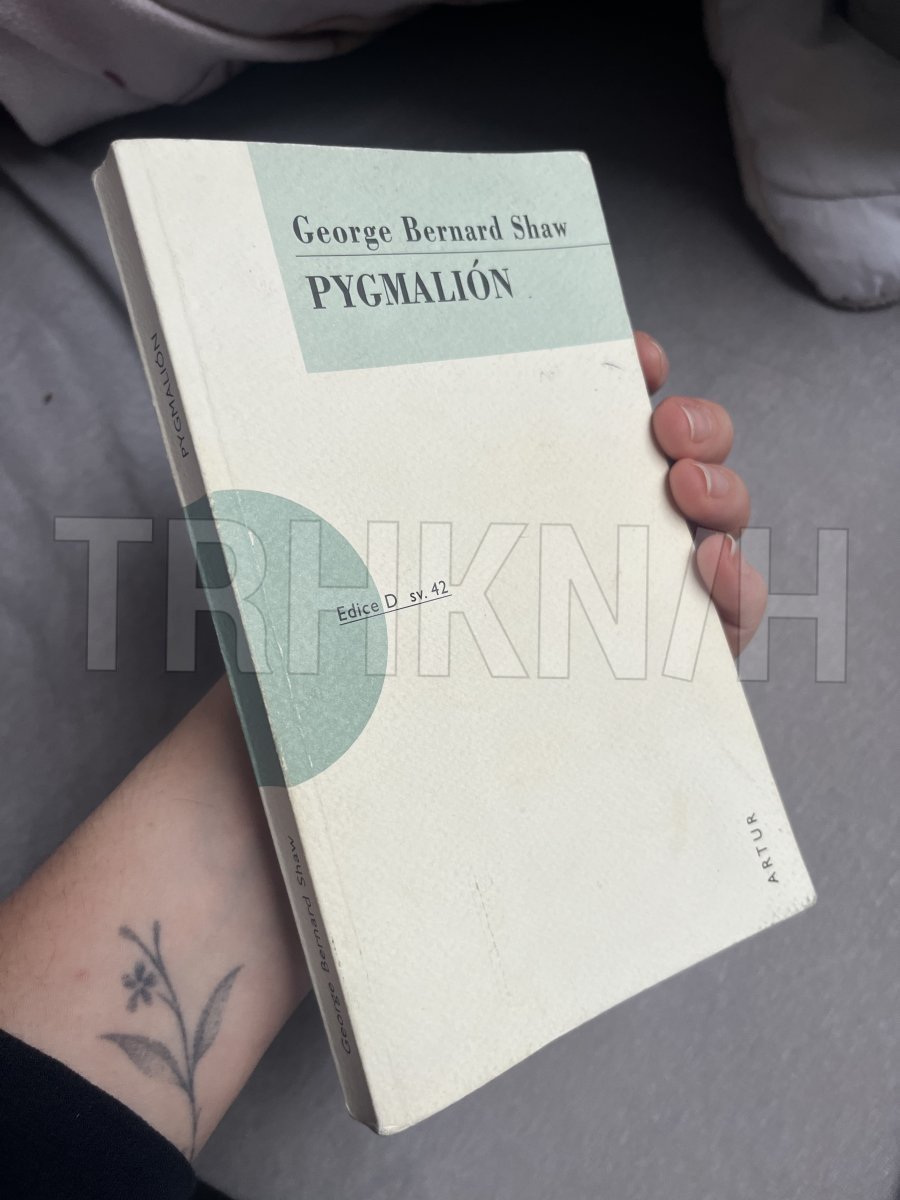 George Bernard Shaw
PYGMALIÓN
Edice D sv. 42
ARTUR
PYGMALIÓN
George Bernard Shaw
TRHKNIH